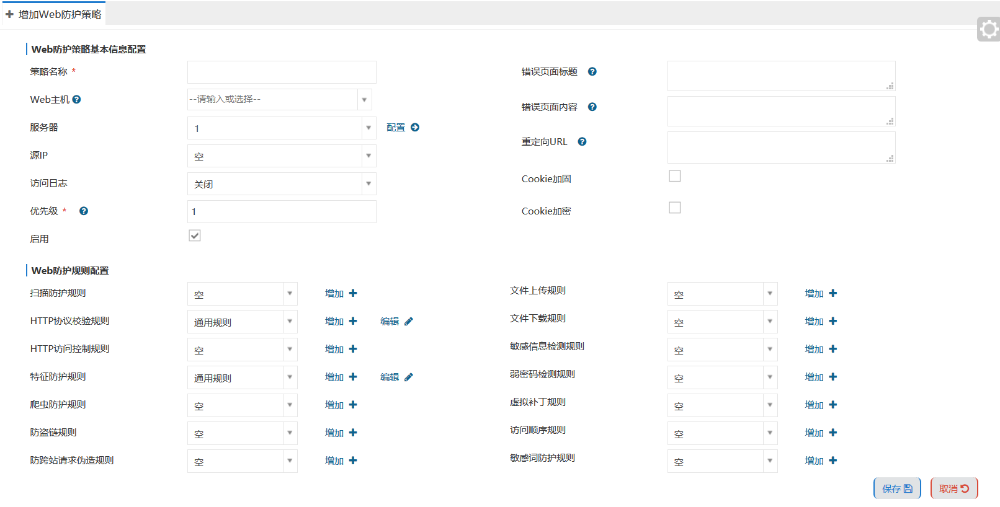 增加Web防护策略
Web防护策略基本信息配置
策略名称 *
Web主机
--请输入或选择--
服务器
1
配置
源IP
空
访问日志
关闭
优先级 *
1
启用
错误页面标题
错误页面内容
重定向URL
Cookie加固
Cookie加密
Web防护规则配置
扫描防护规则 空 增加
HTTP协议校验规则 通用规则 增加 编辑
HTTP访问控制规则 空 增加
特征防护规则 通用规则 增加 编辑
爬虫防护规则 空 增加
防盗链规则 空 增加
防跨站请求伪造规则 空 增加
文件上传规则 空 增加
文件下载规则 空 增加
敏感信息检测规则 空 增加
弱密码检测规则 空 增加
虚拟补丁规则 空 增加
访问顺序规则 空 增加
敏感词防护规则 空 增加
保存 取消